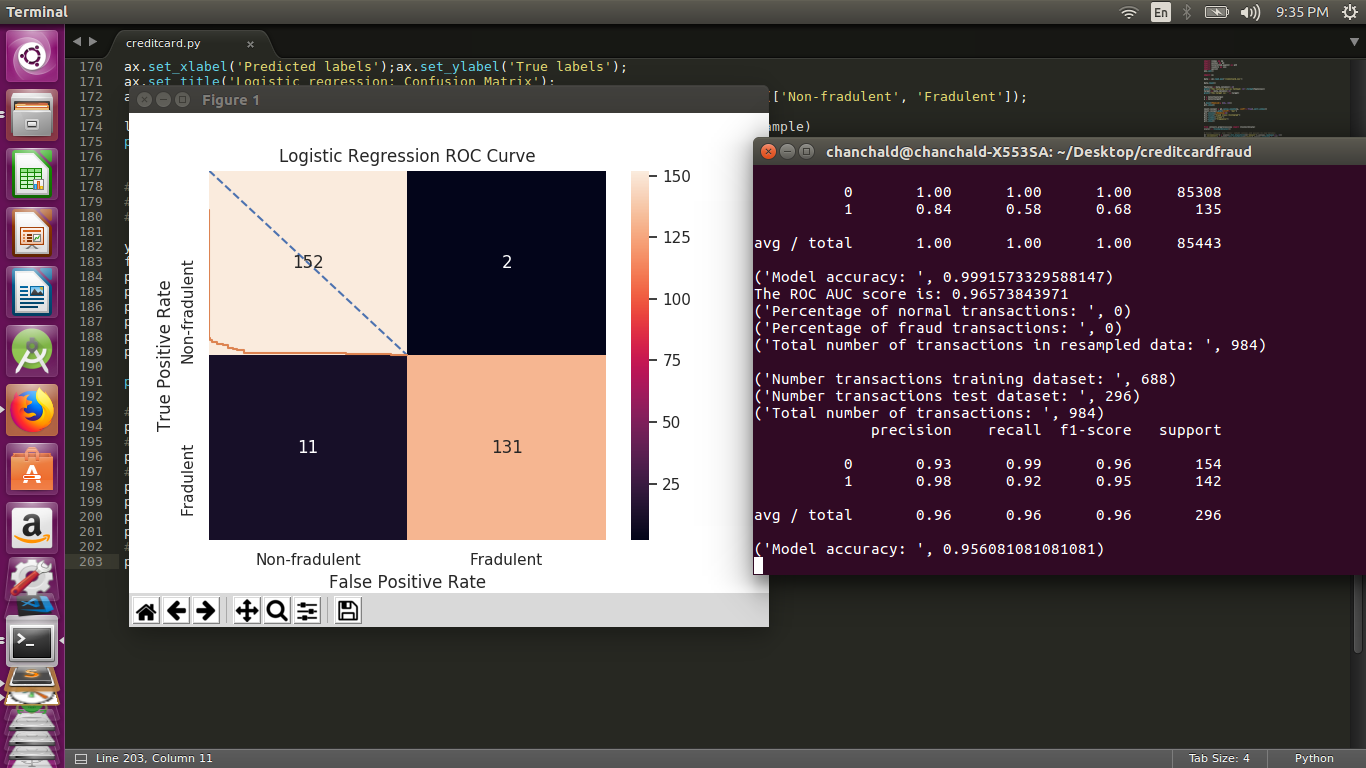 Terminal
En
9:35 PM
creditcard.py
170 ax.set_xlabel('Predicted labels');ax.set_ylabel('True labels');
171 ax.set_title('Logistic regression: Confusion Matrix');
172 a
['Non-fradulent', 'Fradulent']);
173
174 l
ample)
175 p
176
177
178 #
179 #
180 #
181
182 y
183 f
184 p
185 p
186 p
187 p
188 p
189 p
190
191 p
192
193 #
194 p
195 #
196 p
197 #
198 p
199 p
200 p
201 p
202 #
203 p
Figure 1
Logistic Regression ROC Curve
152
2
11
131
150
125
100
75
50
25
True Positive Rate
Non-fradulent
Fradulent
Non-fradulent
Fradulent
False Positive Rate
chanchald@chanchald-X553SA: ~/Desktop/creditcardfraud
0 1.00 1.00 1.00 85308
1 0.84 0.58 0.68 135
avg / total 1.00 1.00 1.00 85443
('Model accuracy: ', 0.9991573329588147)
The ROC AUC score is: 0.96573843971
('Percentage of normal transactions: ', 0)
('Percentage of fraud transactions: ', 0)
('Total number of transactions in resampled data: ', 984)
('Number transactions training dataset: ', 688)
('Number transactions test dataset: ', 296)
('Total number of transactions: ', 984)
precision recall f1-score support
0 0.93 0.99 0.96 154
1 0.98 0.92 0.95 142
avg / total 0.96 0.96 0.96 296
('Model accuracy: ', 0.956081081081081)
Line 203, Column 11
Tab Size: 4
Python